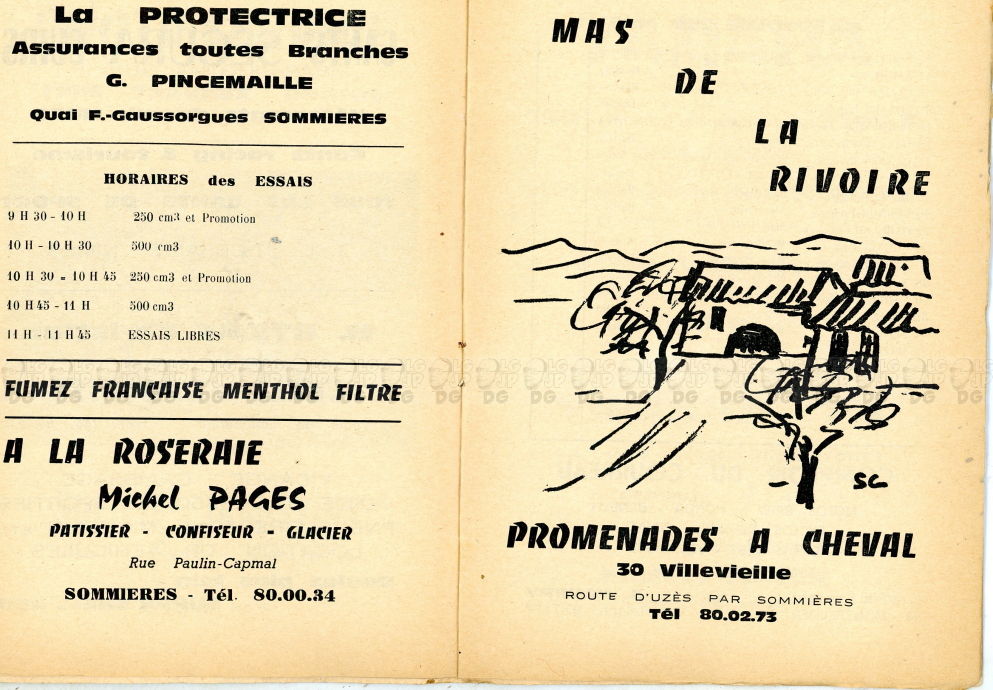 La PROTECTRICE
Assurances toutes Branches
G. PINCEMAILLE
Quai F.-Gaussorgues SOMMIERES
HORAIRES des ESSAIS
9 H 30 - 10 H 250 cm3 et Promotion
10 H - 10 H 30 500 cm3
10 H 30 - 10 H 45 250 cm3 et Promotion
10 H 45 - 11 H 500 cm3
11 H - 11 H 45 ESSAIS LIBRES
FUMEZ FRANÇAISE MENTHOL FILTRE
A LA ROSERAIE
Michel PAGES
PATISSIER - CONFISEUR - GLACIER
Rue Paulin-Capmal
SOMMIERES - Tél. 80.00.34
MAS
DE
LA
RIVOIRE
SG
PROMENADES A CHEVAL
30 Villevieille
ROUTE D'UZÈS PAR SOMMIÈRES
Tél 80.02.73